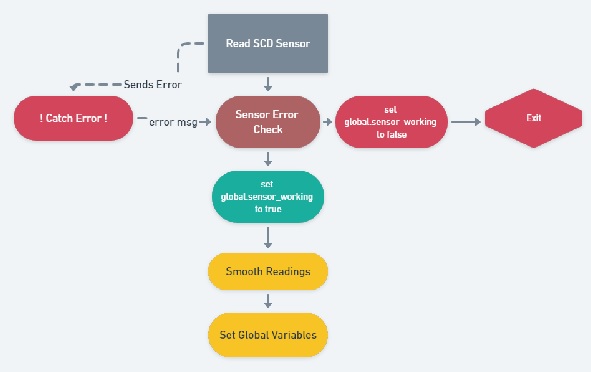 Read SCD Sensor
Sends Error
! Catch Error !
error msg
Sensor Error
Check
set
global.sensor_working
to false
Exit
set
global.sensor_working
to true
Smooth Readings
Set Global Variables